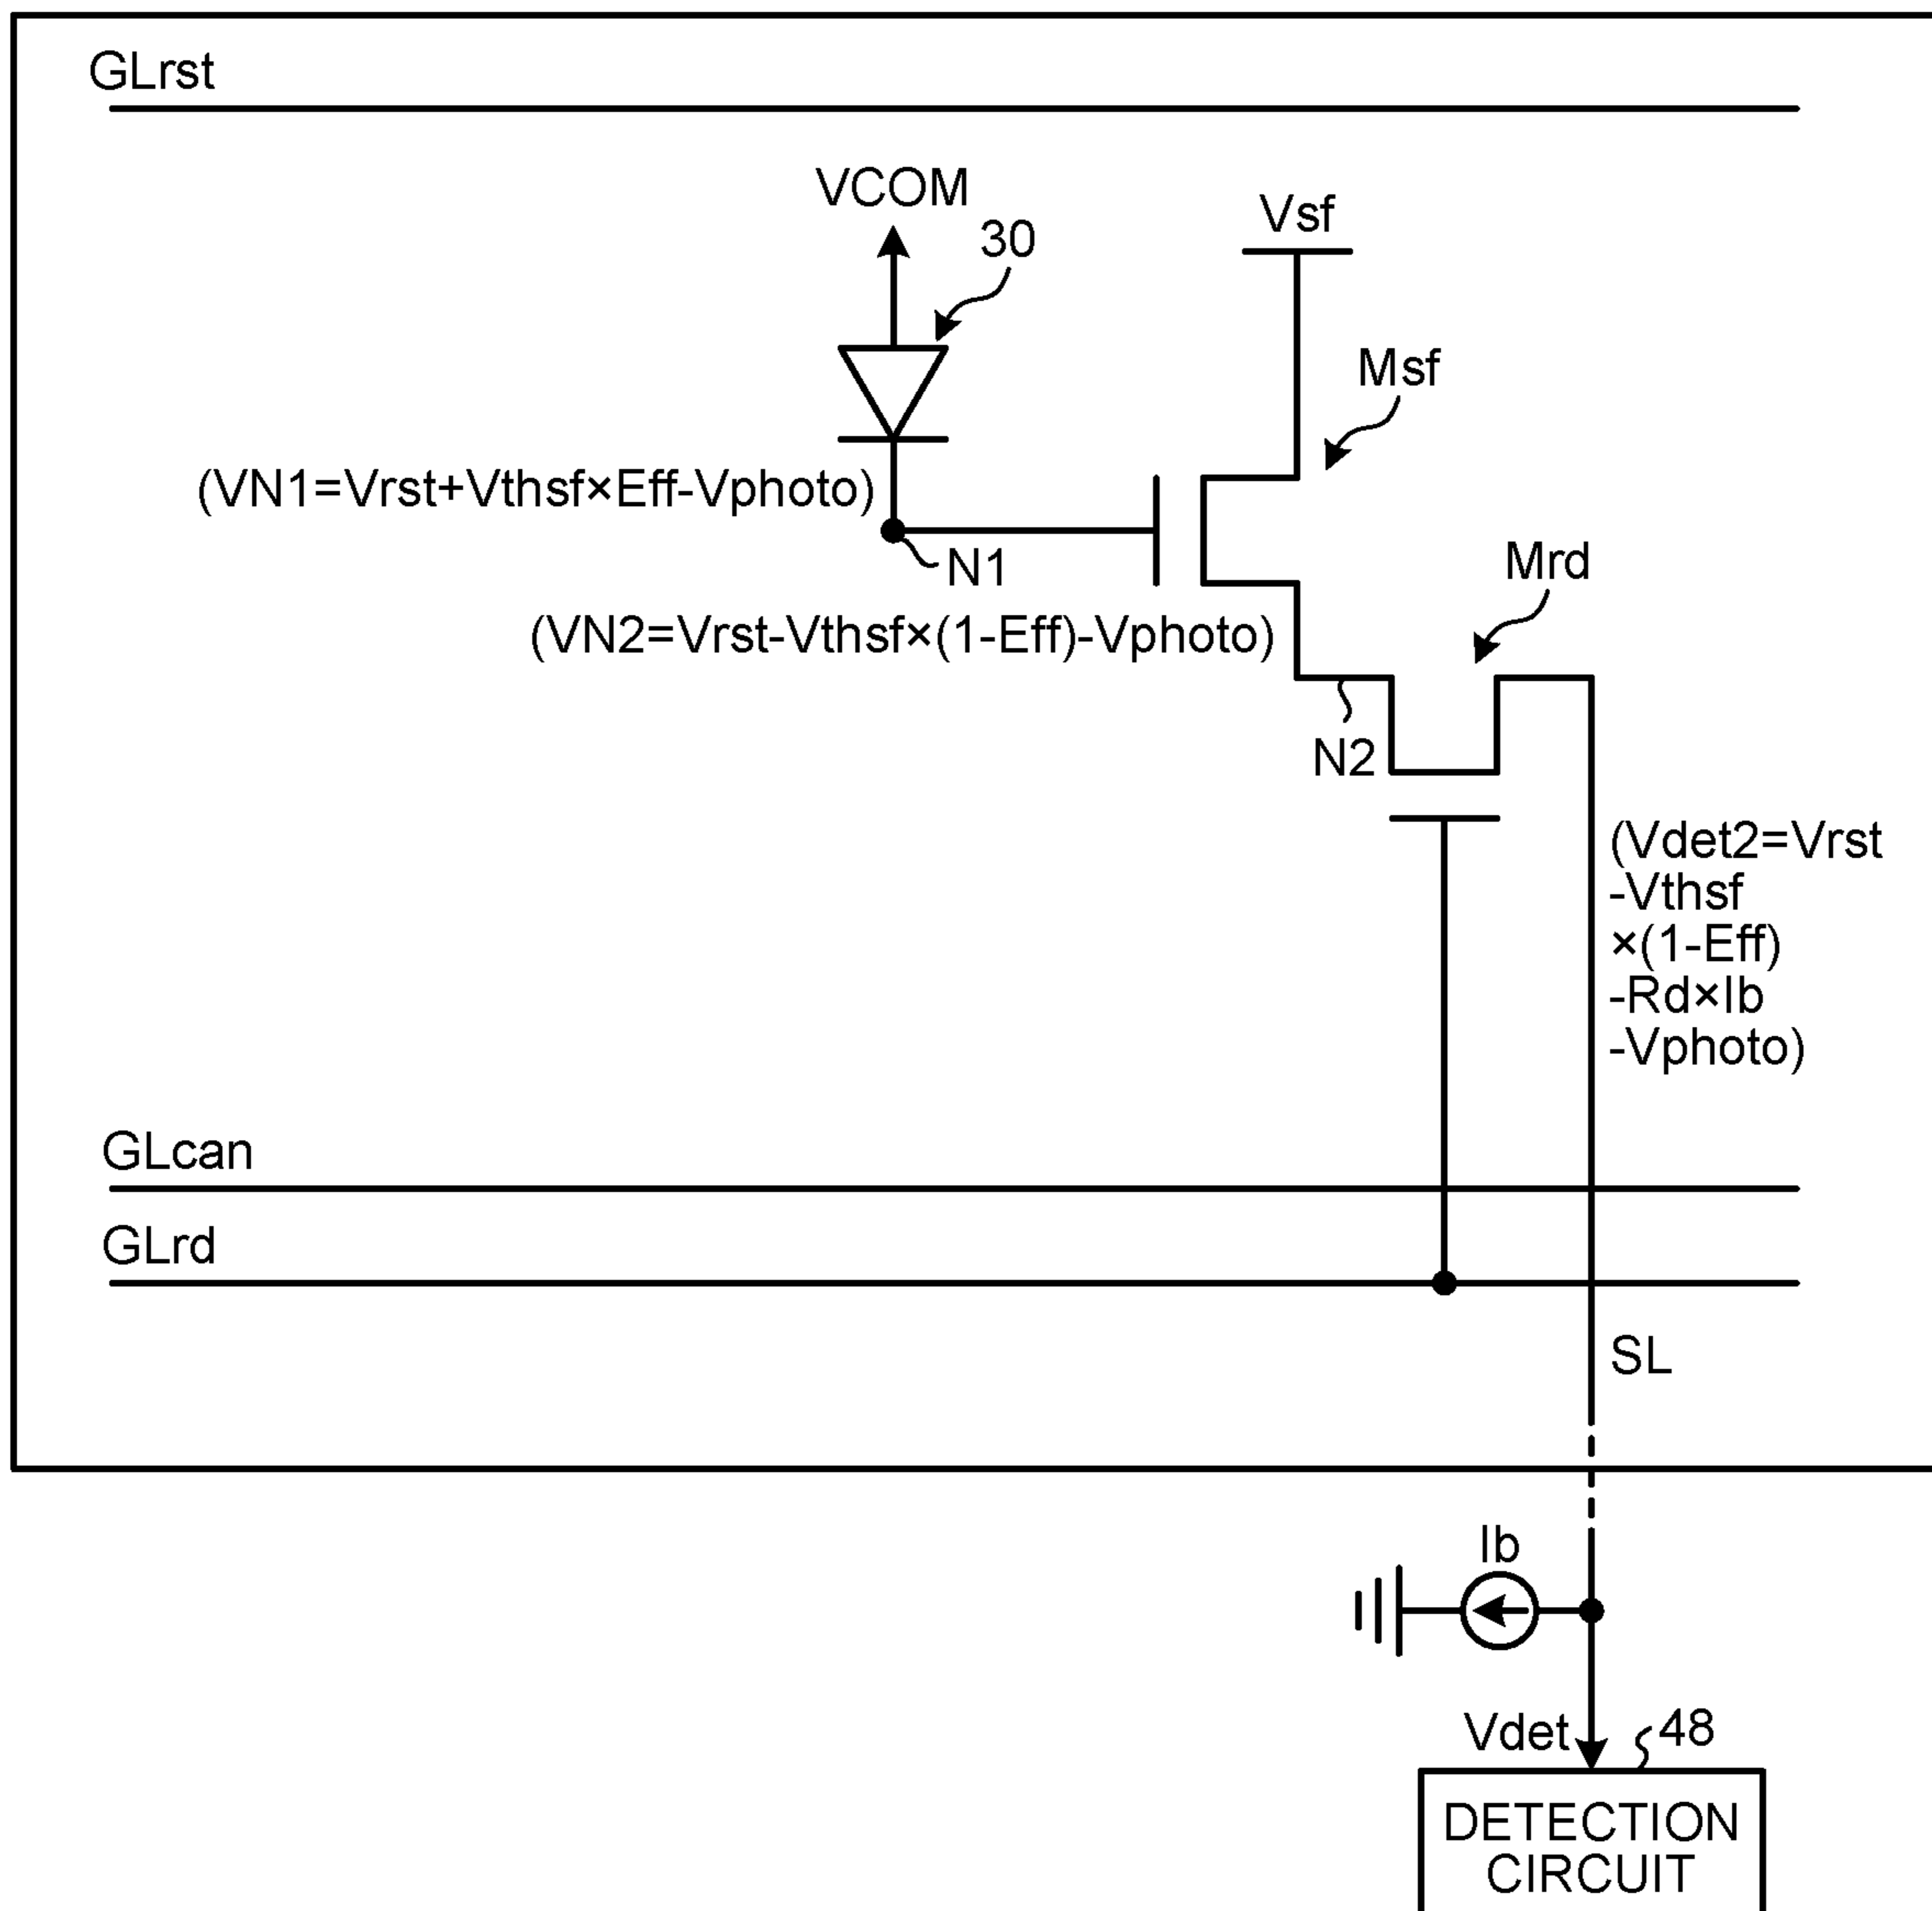 GLrst
VCOM
30
Vsf
Msf
(VN1=Vrst+Vthsf×Eff-Vphoto)
N1
Mrd
(VN2=Vrst-Vthsf×(1-Eff)-Vphoto)
N2
(Vdet2=Vrst
-Vthsf
×(1-Eff)
-Rd×Ib
-Vphoto)
GLcan
GLrd
SL
Ib
Vdet
48
DETECTION
CIRCUIT